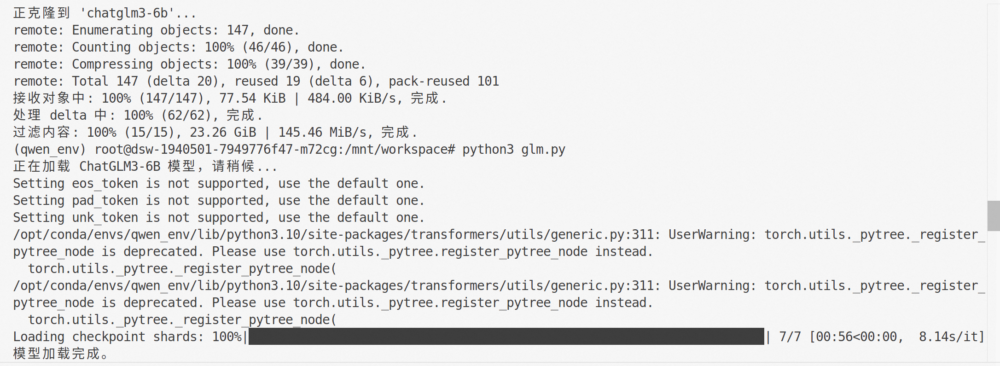 正克隆到 'chatglm3-6b'...
remote: Enumerating objects: 147, done.
remote: Counting objects: 100% (46/46), done.
remote: Compressing objects: 100% (39/39), done.
remote: Total 147 (delta 20), reused 19 (delta 6), pack-reused 101
接收对象中: 100% (147/147), 77.54 KiB | 484.00 KiB/s, 完成.
处理 delta 中: 100% (62/62), 完成.
过滤内容: 100% (15/15), 23.26 GiB | 145.46 MiB/s, 完成.
(qwen_env) root@dsw-1940501-7949776f47-m72cg:/mnt/workspace# python3 glm.py
正在加载 ChatGLM3-6B 模型，请稍候...
Setting eos_token is not supported, use the default one.
Setting pad_token is not supported, use the default one.
Setting unk_token is not supported, use the default one.
/opt/conda/envs/qwen_env/lib/python3.10/site-packages/transformers/utils/generic.py:311: UserWarning: torch.utils._pytree._register_
pytree_node is deprecated. Please use torch.utils._pytree.register_pytree_node instead.
  torch.utils._pytree._register_pytree_node(
/opt/conda/envs/qwen_env/lib/python3.10/site-packages/transformers/utils/generic.py:311: UserWarning: torch.utils._pytree._register_
pytree_node is deprecated. Please use torch.utils._pytree.register_pytree_node instead.
  torch.utils._pytree._register_pytree_node(
Loading checkpoint shards: 100%|██████████████████████████████████████████████████████████████████████| 7/7 [00:56<00:00,  8.14s/it]
模型加载完成。